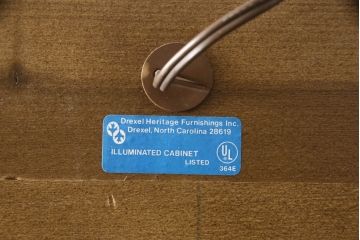 Drexel Heritage Furnishings Inc.
Drexel, North Carolina 28619
ILLUMINATED CABINET
LISTED
UL
364E